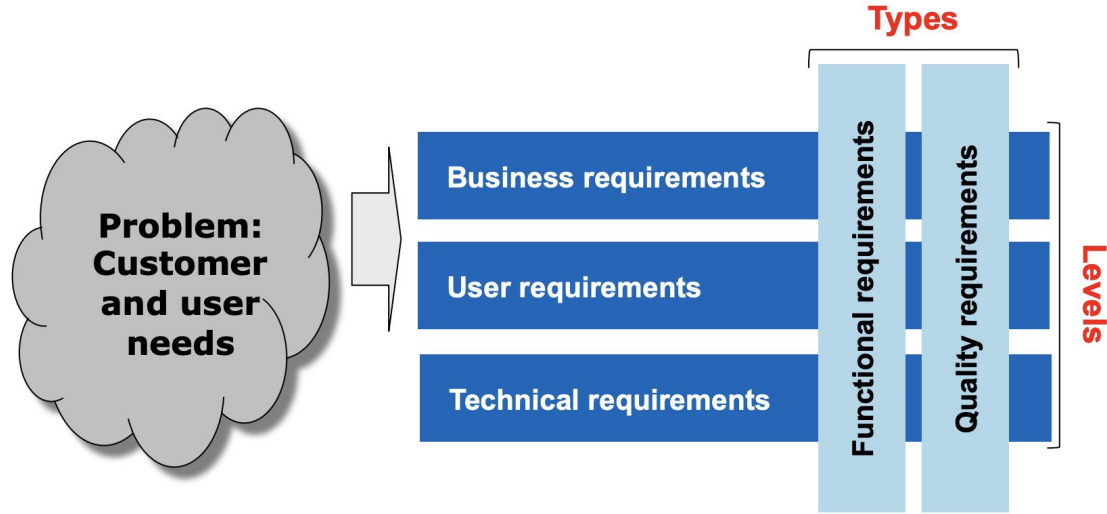 Types
Problem:
Customer
and user
needs
Business requirements
User requirements
Technical requirements
Functional requirements
Quality requirements
Levels